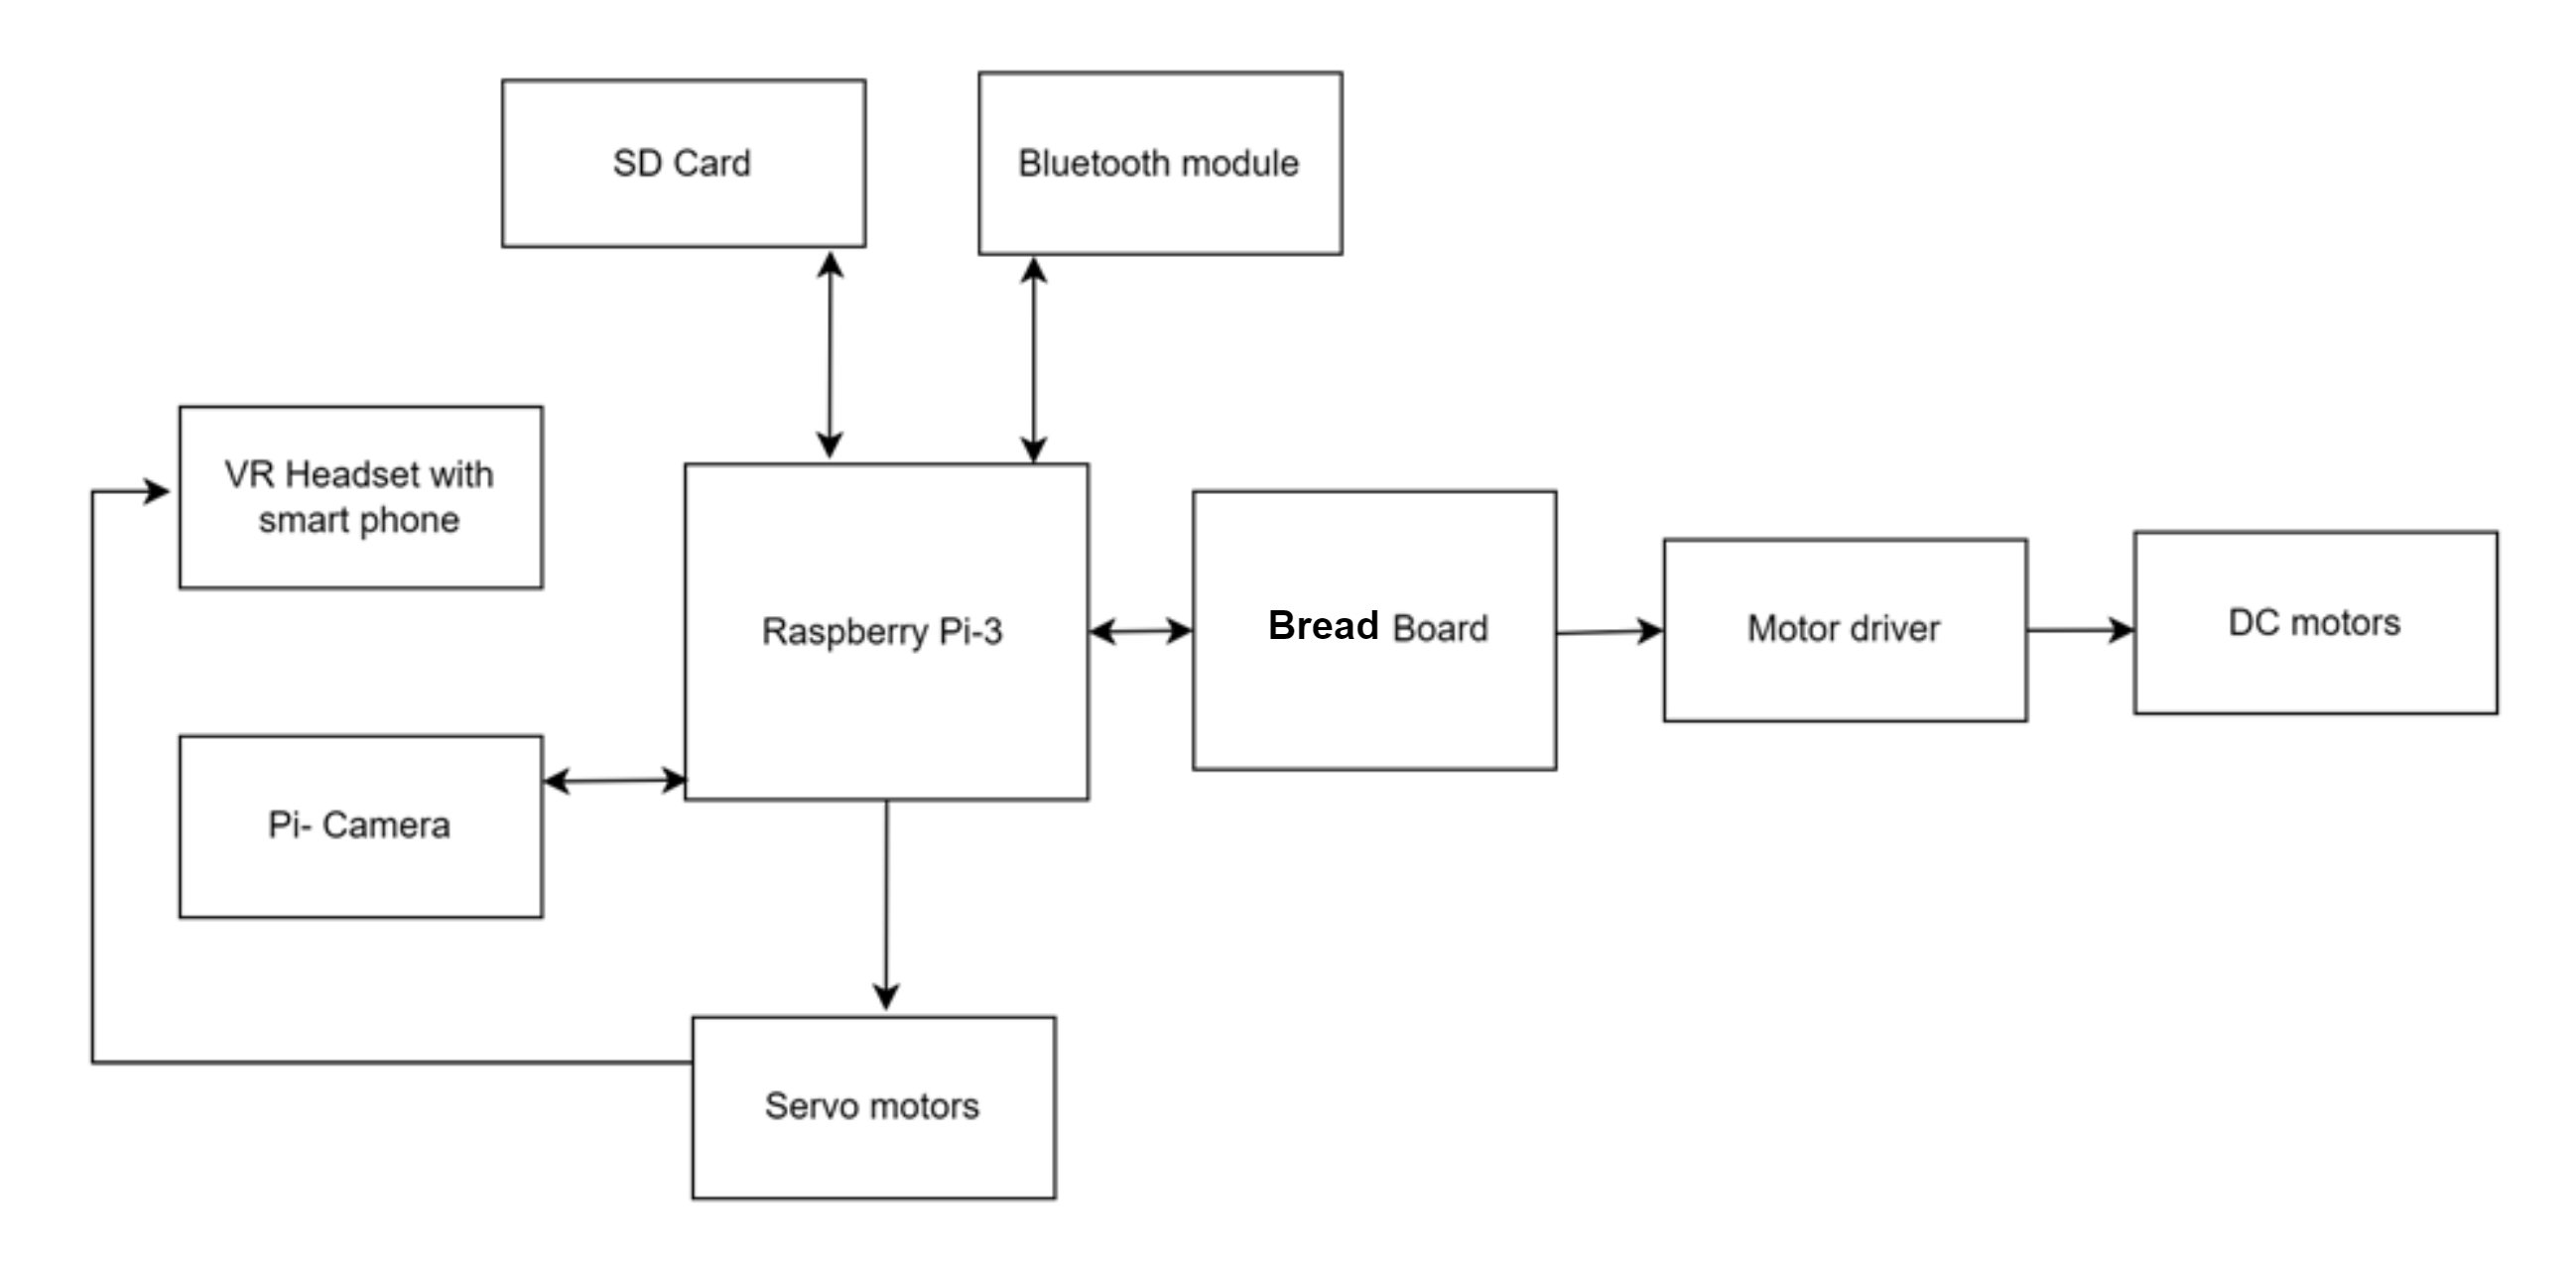 SD Card
Bluetooth module
VR Headset with
smart phone
Raspberry Pi-3
Bread Board
Motor driver
DC motors
Pi- Camera
Servo motors